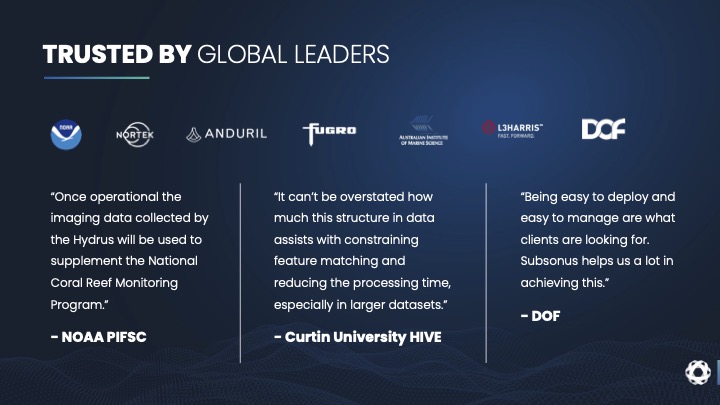 TRUSTED BY GLOBAL LEADERS
NOAA
NORTEK
ANDURIL
FUGRO
AUSTRALIAN INSTITUTE
OF MARINE SCIENCE
L3HARRIS™
FAST. FORWARD.
DOF
“Once operational the
imaging data collected by
the Hydrus will be used to
supplement the National
Coral Reef Monitoring
Program.”
- NOAA PIFSC
“It can’t be overstated how
much this structure in data
assists with constraining
feature matching and
reducing the processing time,
especially in larger datasets.”
- Curtin University HIVE
“Being easy to deploy and
easy to manage are what
clients are looking for.
Subsonus helps us a lot in
achieving this.”
- DOF